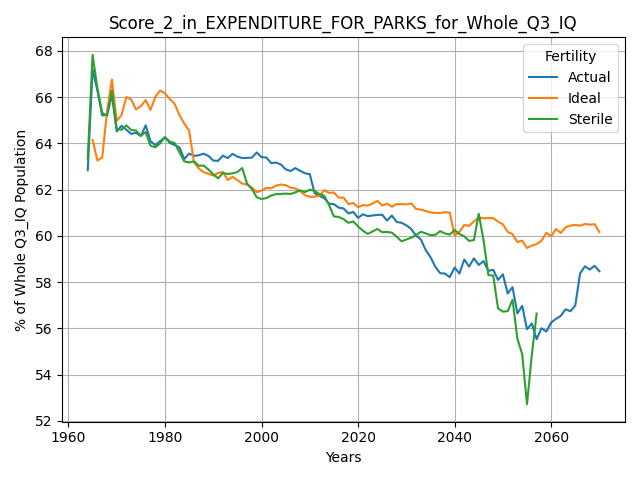 Score_2_in_EXPENDITURE_FOR_PARKS_for_Whole_Q3_IQ
Fertility
Actual
Ideal
Sterile
% of Whole Q3_IQ Population
68
66
64
62
60
58
56
54
52
1960
1980
2000
2020
2040
2060
Years